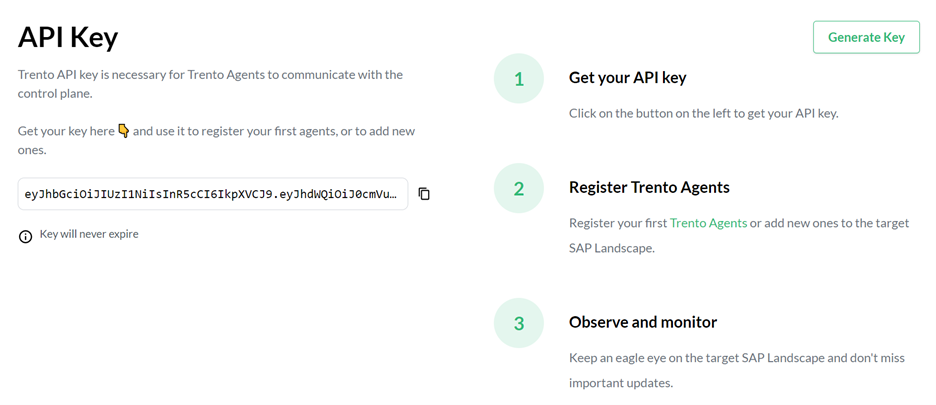 API Key
Trento API key is necessary for Trento Agents to communicate with the
control plane.
Get your key here 👇 and use it to register your first agents, or to add new
ones.
eyJhbGciOiJIUzI1NiIsInR5cCI6IkpXVCJ9.eyJhdWQiOiJ0cmVu…
Key will never expire
Generate Key
1
Get your API key
Click on the button on the left to get your API key.
2
Register Trento Agents
Register your first Trento Agents or add new ones to the target
SAP Landscape.
3
Observe and monitor
Keep an eagle eye on the target SAP Landscape and don't miss
important updates.